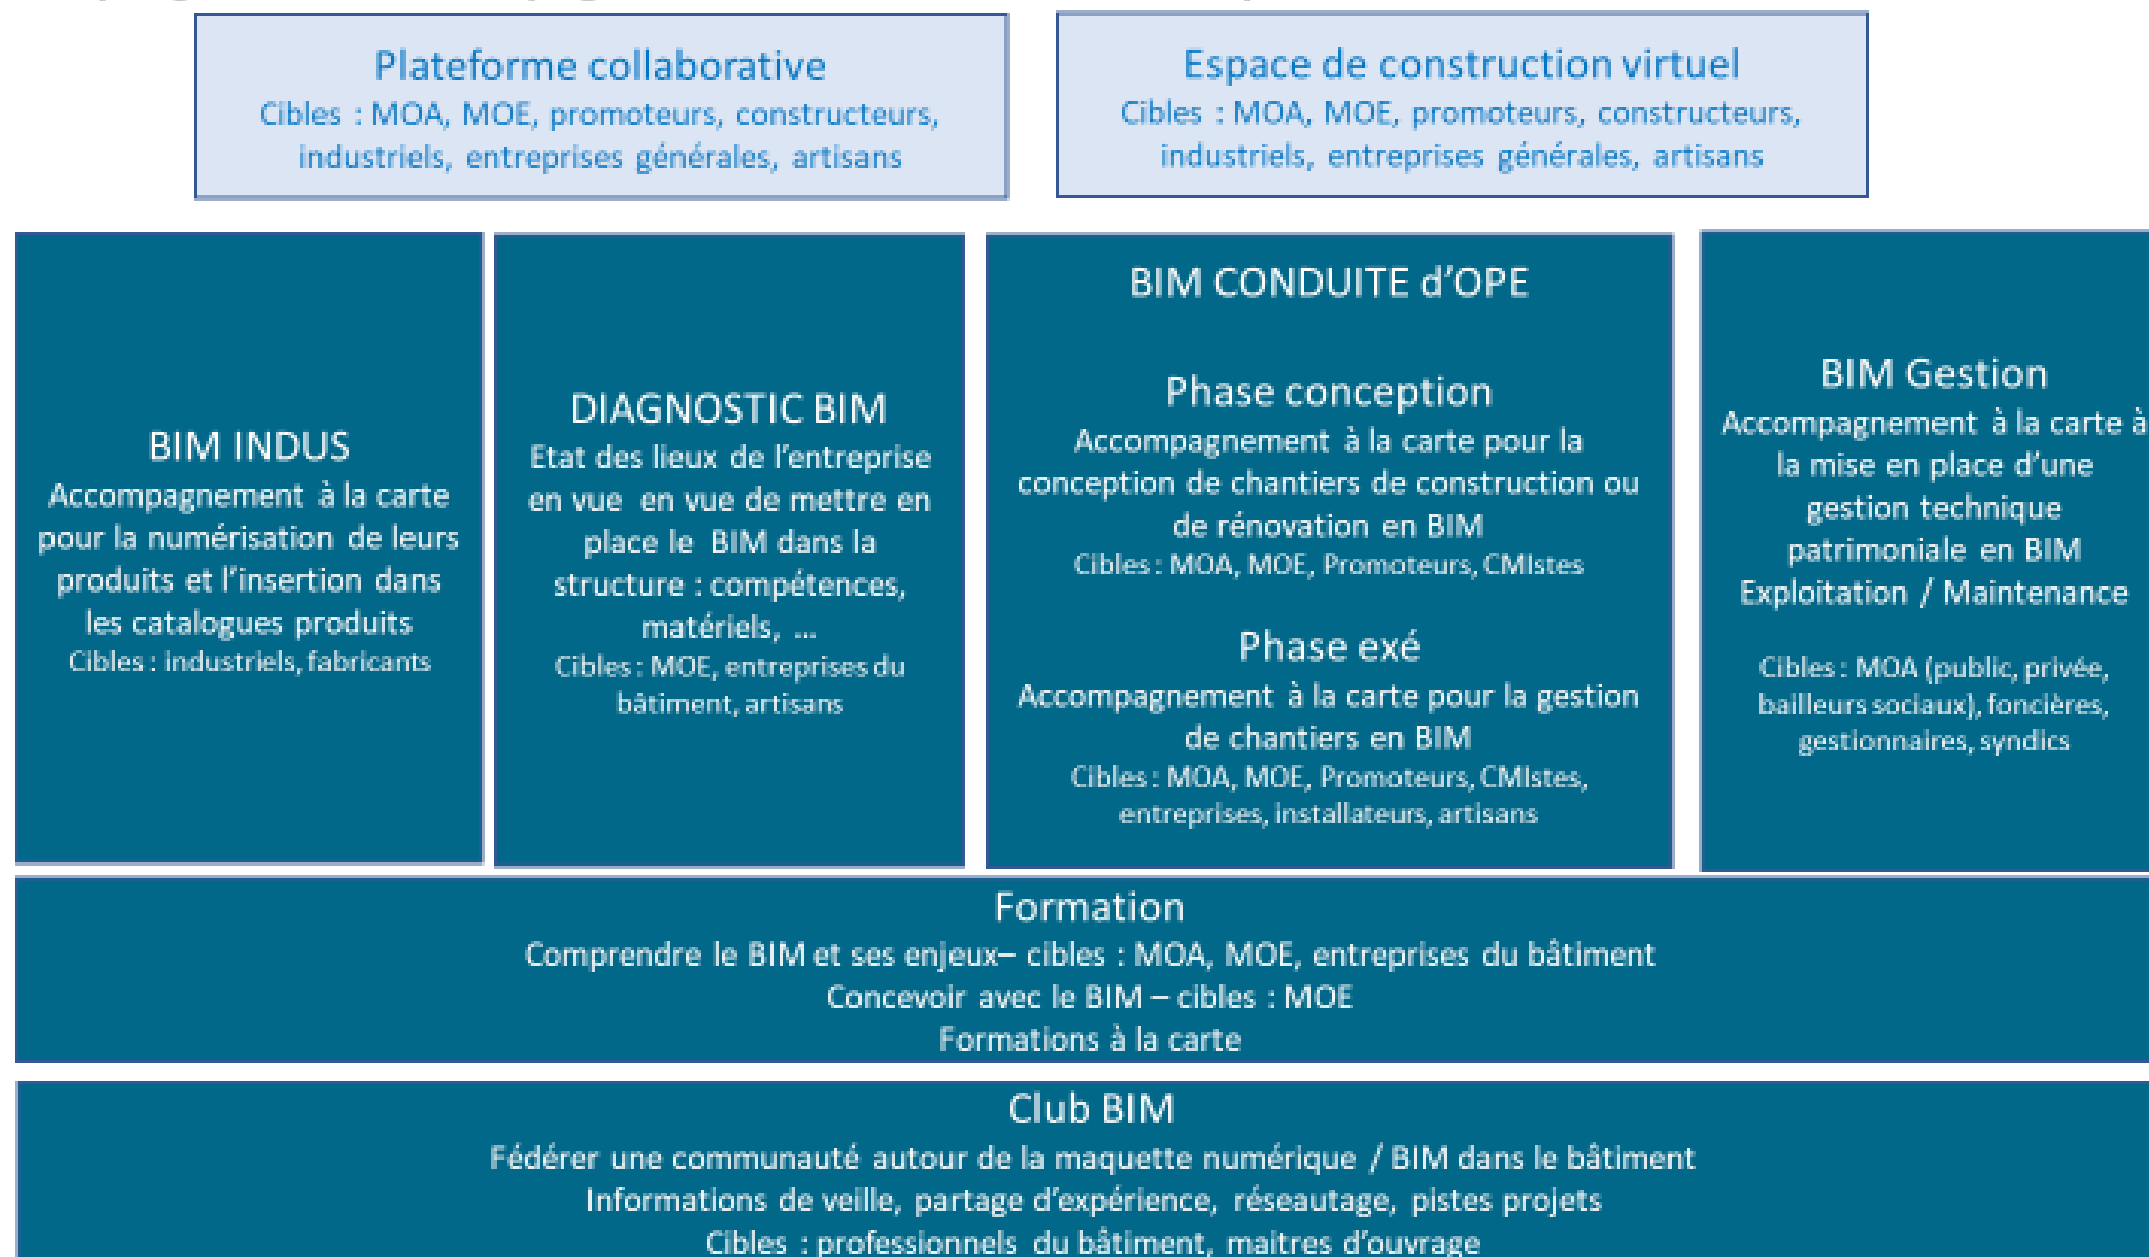 Plateforme collaborative
Cibles : MOA, MOE, promoteurs, constructeurs,
industriels, entreprises générales, artisans
Espace de construction virtuel
Cibles : MOA, MOE, promoteurs, constructeurs,
industriels, entreprises générales, artisans
BIM INDUS
Accompagnement à la carte
pour la numérisation de leurs
produits et l'insertion dans
les catalogues produits
Cibles : industriels, fabricants
DIAGNOSTIC BIM
Etat des lieux de l'entreprise
en vue en vue de mettre en
place le BIM dans la
structure : compétences,
matériels, ...
Cibles : MOE, entreprises du
bâtiment, artisans
BIM CONDUITE d'OPE
Phase conception
Accompagnement à la carte pour la
conception de chantiers de construction ou
de rénovation en BIM
Cibles : MOA, MOE, Promoteurs, CMIstes
Phase exé
Accompagnement à la carte pour la gestion
de chantiers en BIM
Cibles : MOA, MOE, Promoteurs, CMIstes,
entreprises, installateurs, artisans
BIM Gestion
Accompagnement à la carte à
la mise en place d'une
gestion technique
patrimoniale en BIM
Exploitation / Maintenance
Cibles : MOA (public, privée,
bailleurs sociaux), foncières,
gestionnaires, syndics
Formation
Comprendre le BIM et ses enjeux– cibles : MOA, MOE, entreprises du bâtiment
Concevoir avec le BIM – cibles : MOE
Formations à la carte
Club BIM
Fédérer une communauté autour de la maquette numérique / BIM dans le bâtiment
Informations de veille, partage d'expérience, réseautage, pistes projets
Cibles : professionnels du bâtiment, maitres d'ouvrage